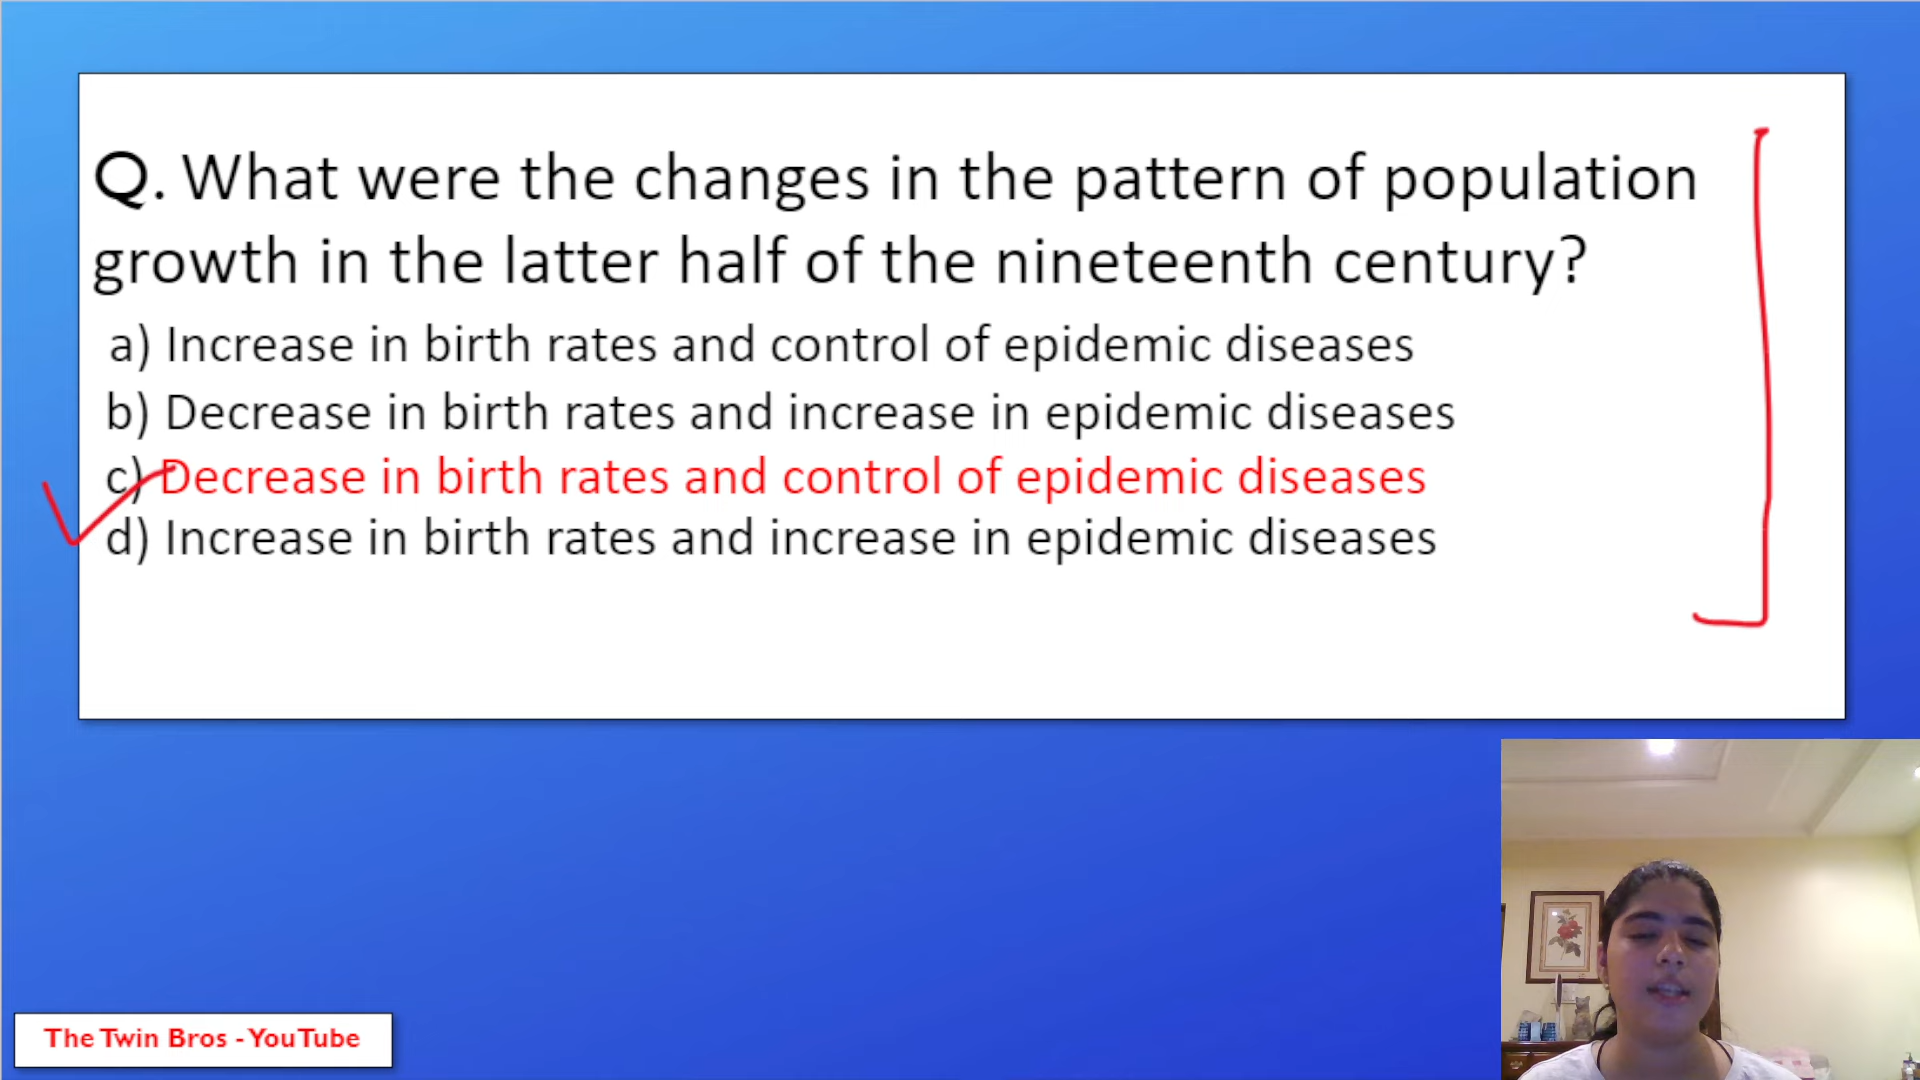 Q. What were the changes in the pattern of population
growth in the latter half of the nineteenth century?
a) Increase in birth rates and control of epidemic diseases
b) Decrease in birth rates and increase in epidemic diseases
c) Decrease in birth rates and control of epidemic diseases
d) Increase in birth rates and increase in epidemic diseases
The Twin Bros - YouTube